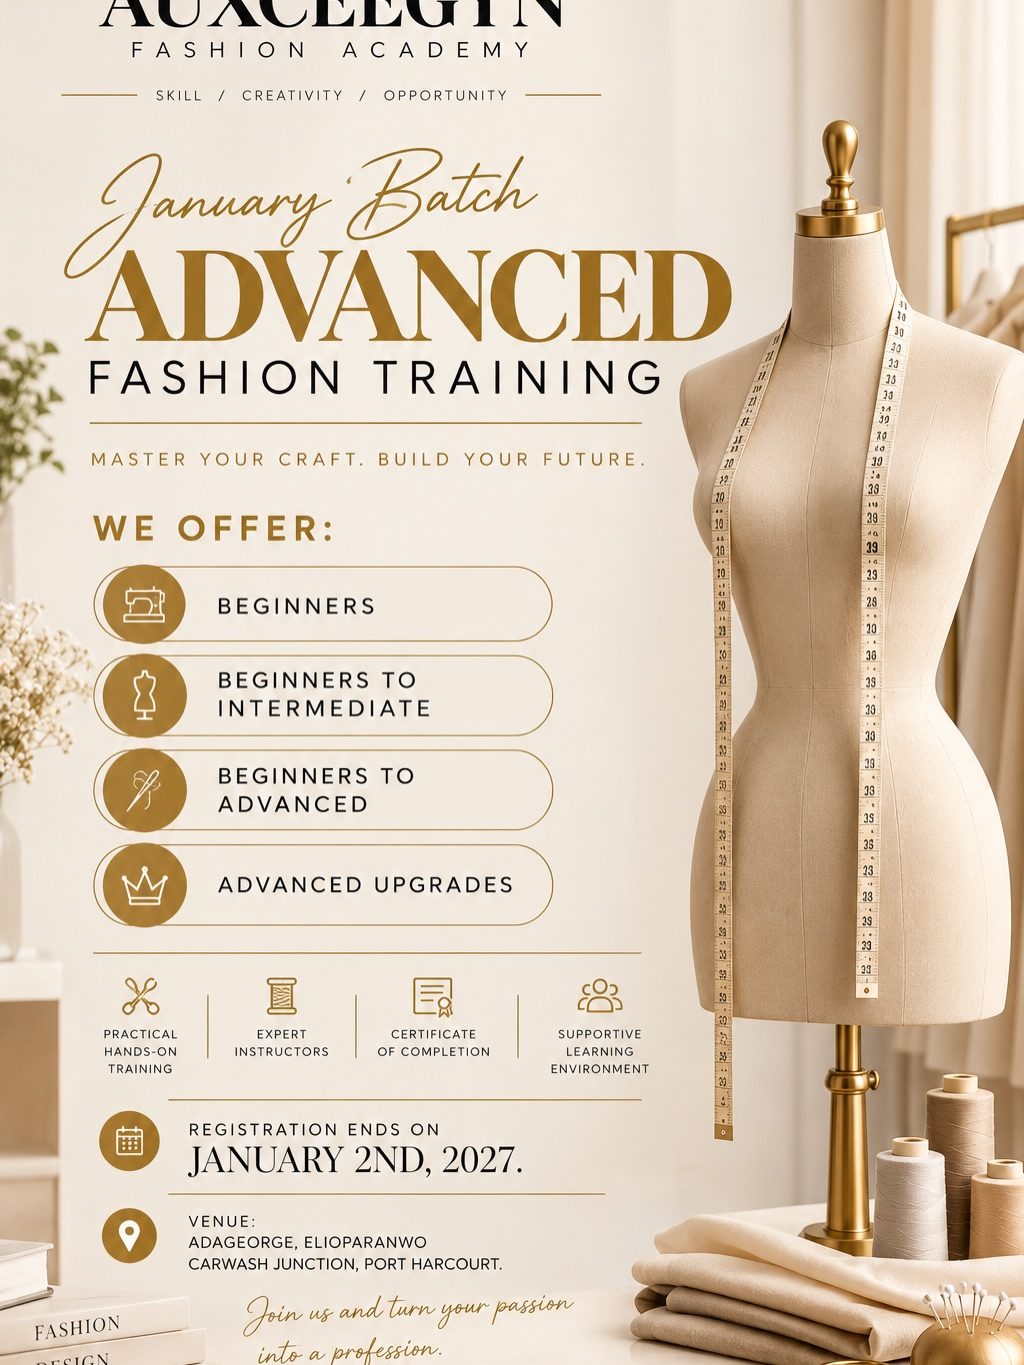 AUXCEEGYN
FASHION ACADEMY
SKILL / CREATIVITY / OPPORTUNITY
January Batch
ADVANCED
FASHION TRAINING
MASTER YOUR CRAFT. BUILD YOUR FUTURE.
WE OFFER:
BEGINNERS
BEGINNERS TO
INTERMEDIATE
BEGINNERS TO
ADVANCED
ADVANCED UPGRADES
PRACTICAL
HANDS-ON
TRAINING
EXPERT
INSTRUCTORS
CERTIFICATE
OF COMPLETION
SUPPORTIVE
LEARNING
ENVIRONMENT
REGISTRATION ENDS ON
JANUARY 2ND, 2027.
VENUE:
ADAGEORGE, ELIOPARANWO
CARWASH JUNCTION, PORT HARCOURT.
Join us and turn your passion
into a profession.
FASHION
DESIGN